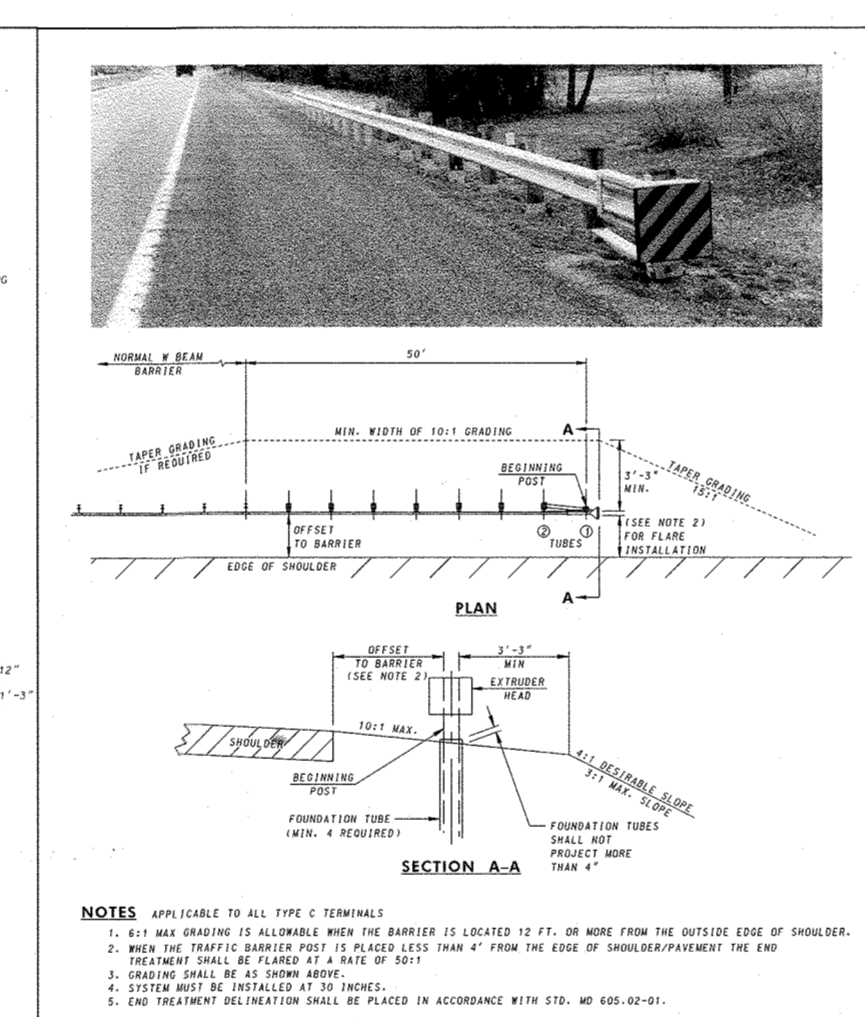 G
12"
1'-3"
NORMAL W BEAM
BARRIER
50'
TAPER GRADING
IF REQUIRED
MIN. WIDTH OF 10:1 GRADING
A
BEGINNING
POST
3'-3"
MIN.
TAPER GRADING
15:1
OFFSET
TO BARRIER
② ①
TUBES
(SEE NOTE 2)
FOR FLARE
INSTALLATION
EDGE OF SHOULDER
A
PLAN
OFFSET
TO BARRIER
(SEE NOTE 2)
3'-3"
MIN
EXTRUDER
HEAD
10:1 MAX.
SHOULDER
BEGINNING
POST
4:1 DESIRABLE SLOPE
3:1 MAX. SLOPE
FOUNDATION TUBE
(MIN. 4 REQUIRED)
FOUNDATION TUBES
SHALL NOT
PROJECT MORE
THAN 4"
SECTION A-A
NOTES APPLICABLE TO ALL TYPE C TERMINALS
1. 6:1 MAX GRADING IS ALLOWABLE WHEN THE BARRIER IS LOCATED 12 FT. OR MORE FROM THE OUTSIDE EDGE OF SHOULDER.
2. WHEN THE TRAFFIC BARRIER POST IS PLACED LESS THAN 4' FROM THE EDGE OF SHOULDER/PAVEMENT THE END
TREATMENT SHALL BE FLARED AT A RATE OF 50:1
3. GRADING SHALL BE AS SHOWN ABOVE.
4. SYSTEM MUST BE INSTALLED AT 30 INCHES.
5. END TREATMENT DELINEATION SHALL BE PLACED IN ACCORDANCE WITH STD. MD 605.02-01.